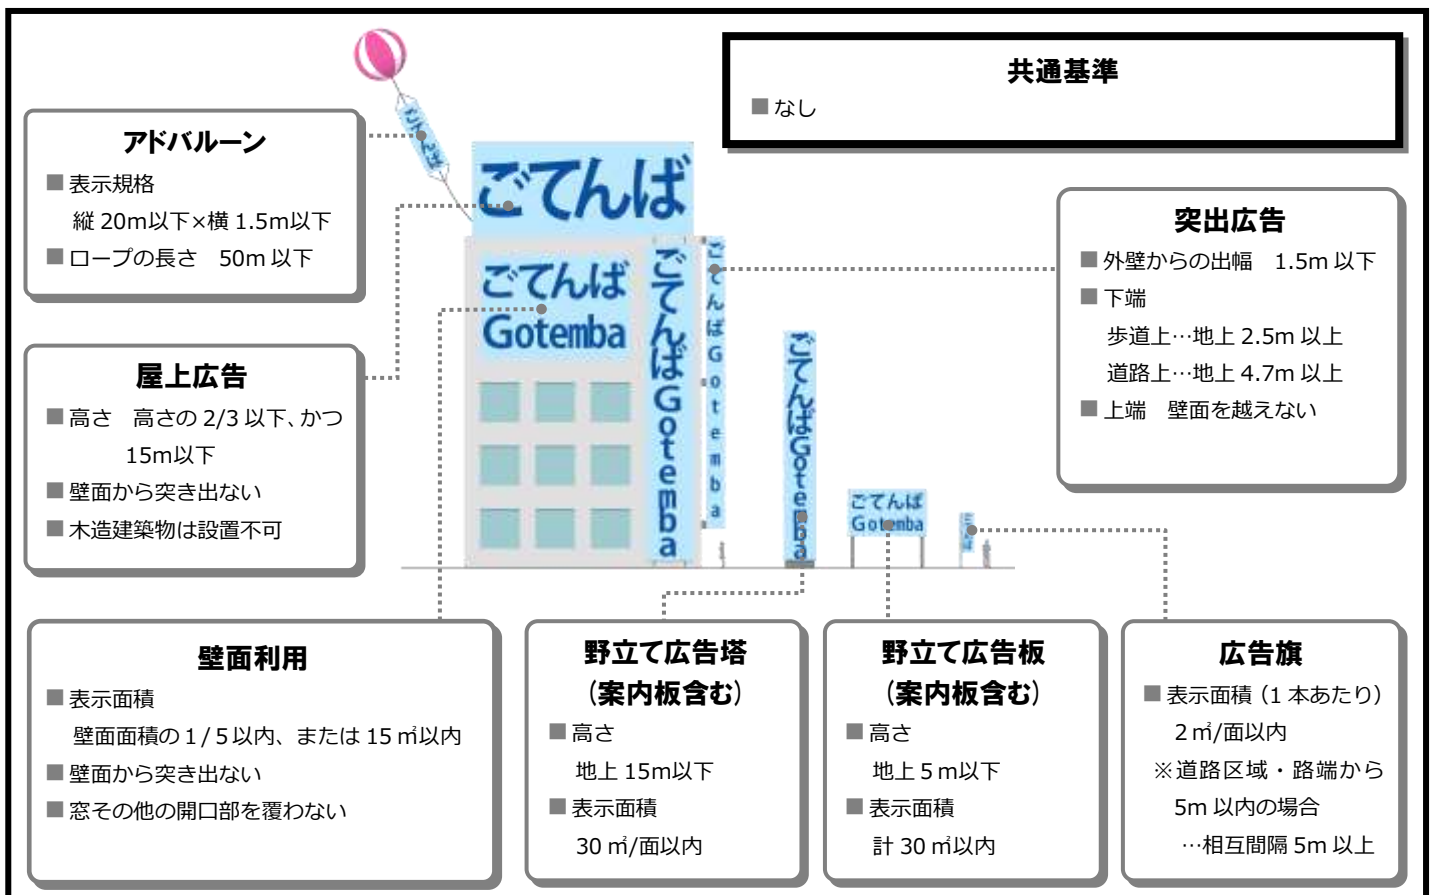 共通基準
■ なし
アドバルーン
■ 表示規格
縦 20m以下×横 1.5m以下
■ ロープの長さ 50m 以下
ごてんば
ごてんば
ごてんば
Gotemba
ごてんばGotemba
ごてんばGotemba
突出広告
■ 外壁からの出幅 1.5m 以下
■ 下端
歩道上…地上 2.5m 以上
道路上…地上 4.7m 以上
■ 上端 壁面を越えない
屋上広告
■ 高さ 高さの 2/3 以下、かつ
15m以下
■ 壁面から突き出ない
■ 木造建築物は設置不可
ごてんばGotemba
ごてんば
Gotemba
壁面利用
■ 表示面積
壁面面積の 1/ 5 以内、または 15 ㎡以内
■ 壁面から突き出ない
■ 窓その他の開口部を覆わない
野立て広告塔
(案内板含む)
■ 高さ
地上 15m以下
■ 表示面積
30 ㎡/面以内
野立て広告板
(案内板含む)
■ 高さ
地上 5 m以下
■ 表示面積
計 30 ㎡以内
広告旗
■ 表示面積 (1 本あたり)
2 ㎡/面以内
※道路区域・路端から
5m 以内の場合
…相互間隔 5m 以上